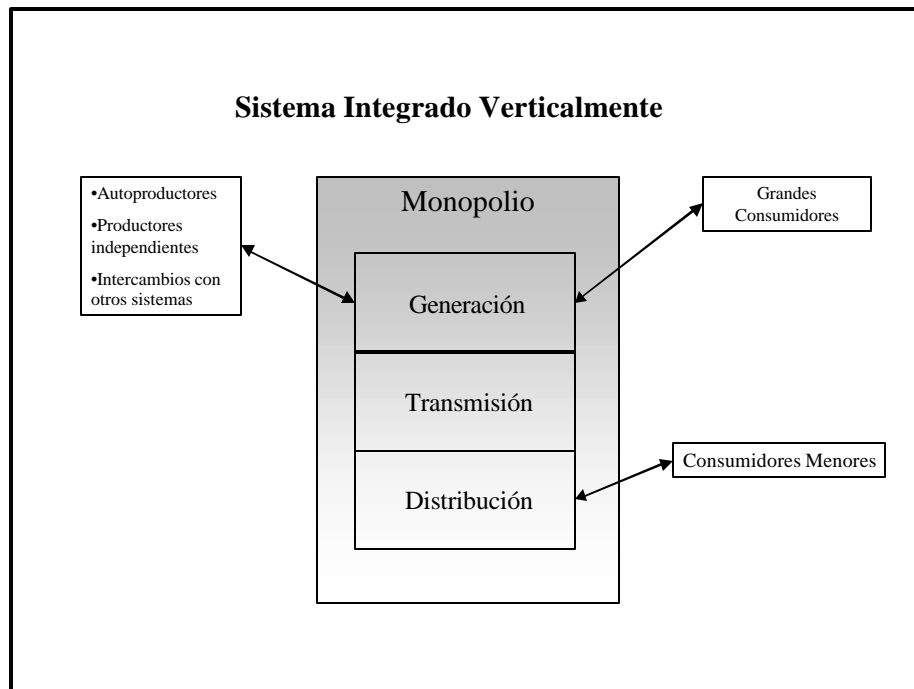 Sistema Integrado Verticalmente
•Autoproductores
•Productores
independientes
•Intercambios con
otros sistemas
Monopolio
Generación
Transmisión
Distribución
Grandes
Consumidores
Consumidores Menores